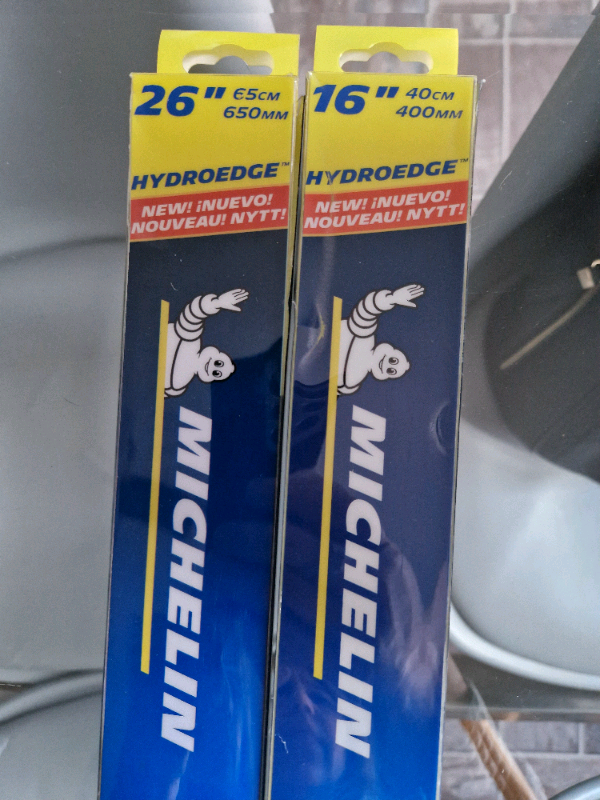 26" 65CM
650MM
HYDROEDGE™
NEW! ¡NUEVO!
NOUVEAU! NYTT!
MICHELIN
16" 40CM
400MM
HYDROEDGE™
NEW! ¡NUEVO!
NOUVEAU! NYTT!
MICHELIN